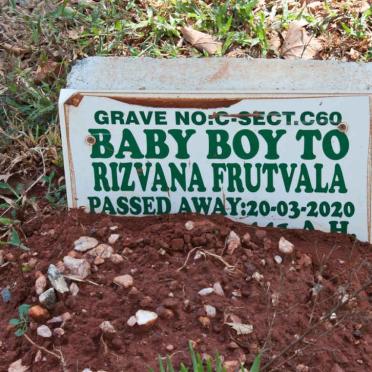 GRAVE NO:C-SECT.C60
BABY BOY TO
RIZVANA FRUTVALA
PASSED AWAY:20-03-2020
A.H